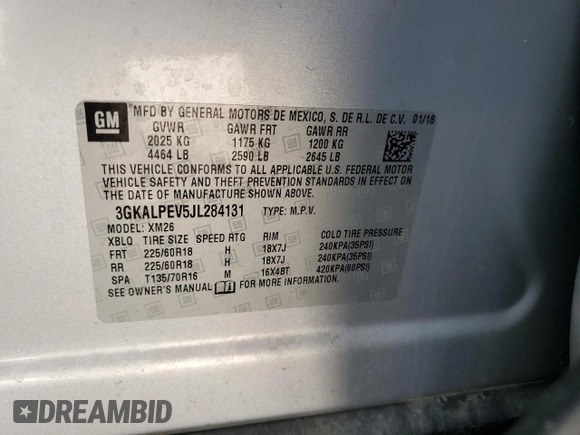 GM
MFD BY GENERAL MOTORS DE MEXICO, S. DE R.L. DE C.V. 01/18
GVWR GAWR FRT GAWR RR
2025 KG 1175 KG 1200 KG
4464 LB 2590 LB 2645 LB
THIS VEHICLE CONFORMS TO ALL APPLICABLE U.S. FEDERAL MOTOR
VEHICLE SAFETY AND THEFT PREVENTION STANDARDS IN EFFECT ON
THE DATE OF MANUFACTURE SHOWN ABOVE.
3GKALPEV5JL284131 TYPE: M.P.V.
MODEL: XM26
XBLQ TIRE SIZE SPEED RTG RIM COLD TIRE PRESSURE
FRT 225/60R18 H 18X7J 240KPA(35PSI)
RR 225/60R18 H 18X7J 240KPA(35PSI)
SPA T135/70R16 M 16X4BT 420KPA(60PSI)
SEE OWNER'S MANUAL FOR MORE INFORMATION.
DREAMBID